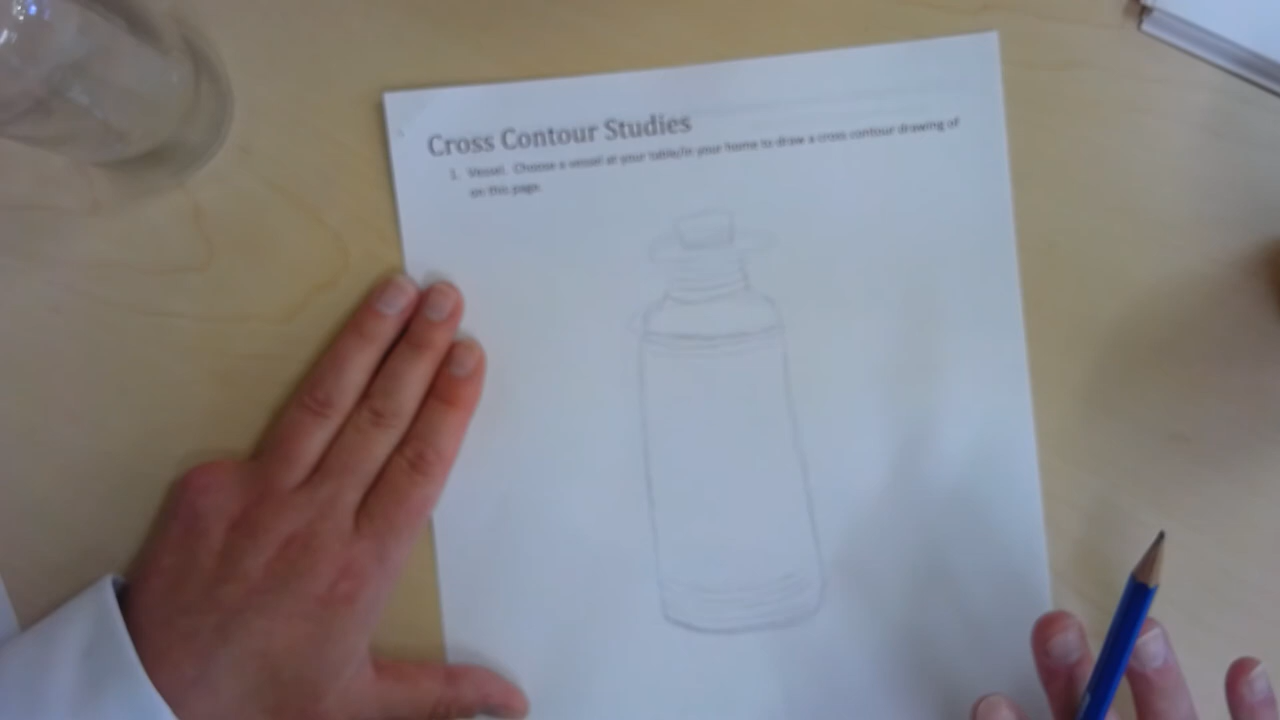 Cross Contour Studies
1. Vessel. Choose a vessel at your table/in your home to draw a cross contour drawing of
on this page.